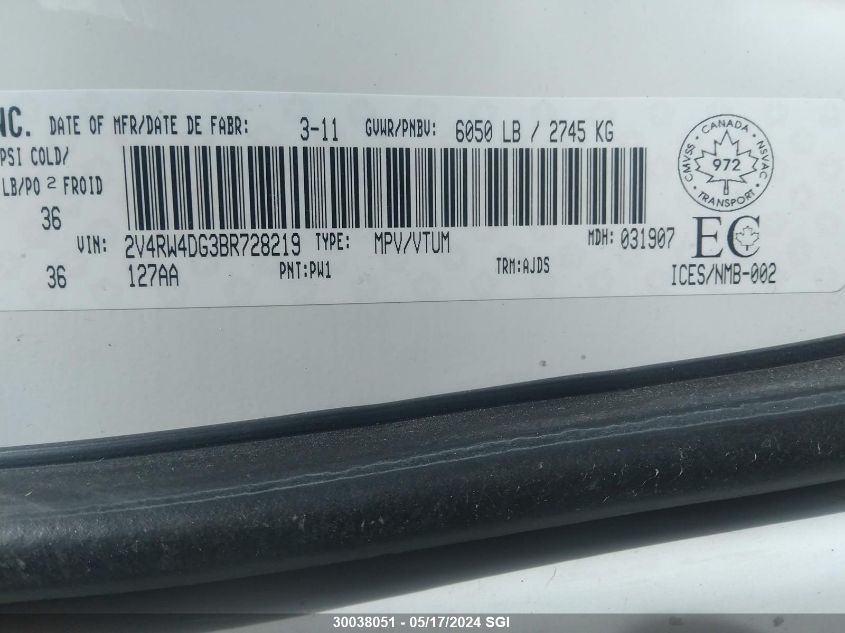 NC. DATE OF MFR/DATE DE FABR: 3-11 GVWR/PNBV: 6050 LB / 2745 KG
PSI COLD/
LB/PO 2 FROID
36
VIN: 2V4RW4DG3BR728219 TYPE: MPV/VTUM MDH: 031907
36 127AA PNT:PW1 TRM:AJDS
CANADA
CMVSS 972 NSVAC
TRANSPORT
EC
ICES/NMB-002
30038051 - 05/17/2024 SGI